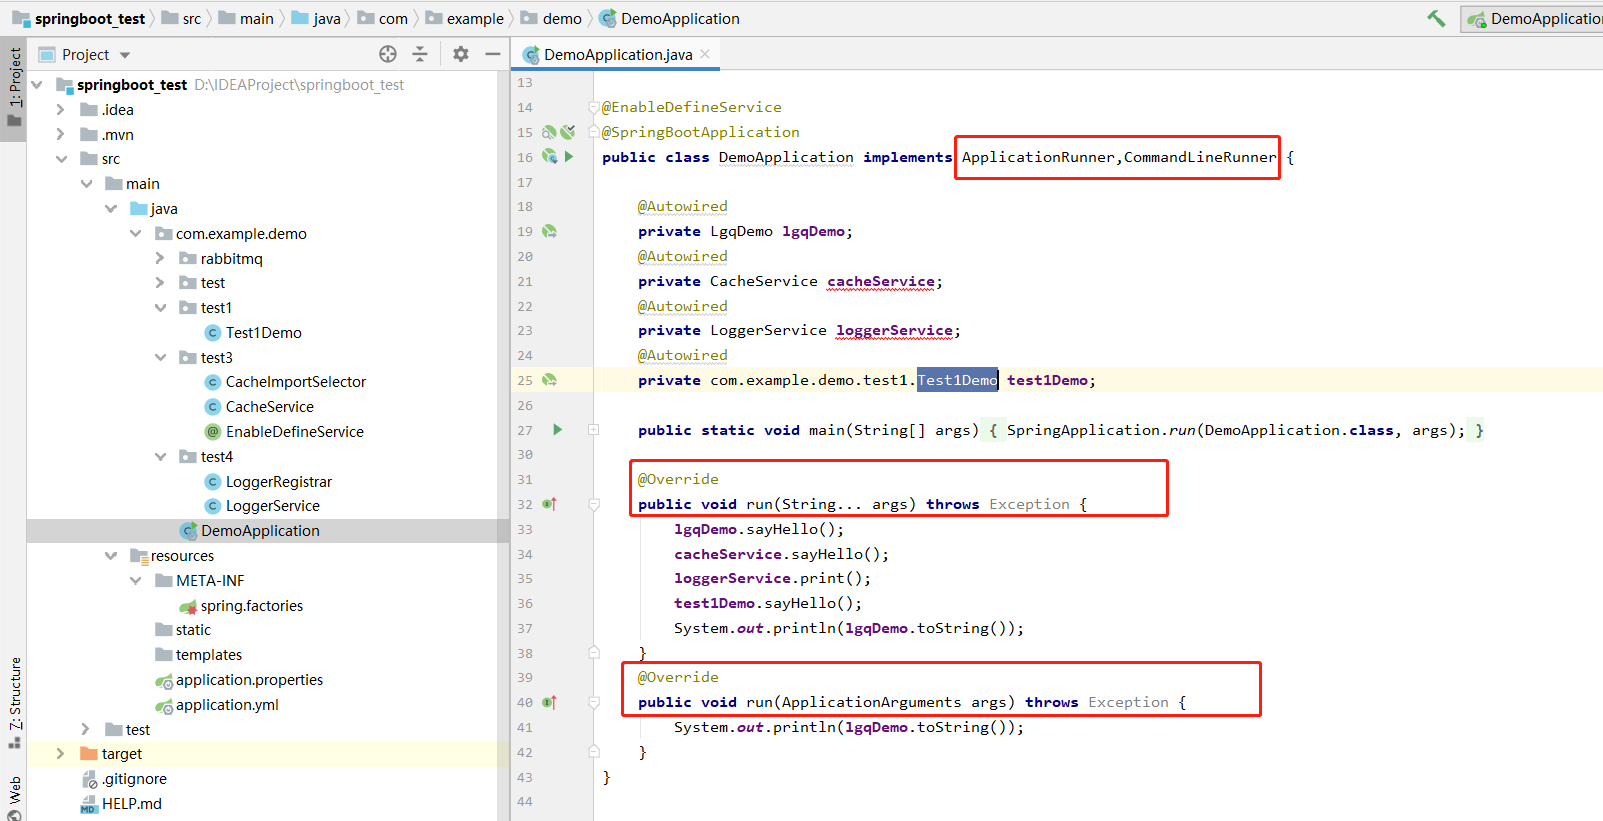 springboot_test src main java com example demo DemoApplication DemoApplication
1: Project
Z: Structure
Web
Project
springboot_test D:\IDEAProject\springboot_test
.idea
.mvn
src
main
java
com.example.demo
rabbitmq
test
test1
Test1Demo
test3
CacheImportSelector
CacheService
EnableDefineService
test4
LoggerRegistrar
LoggerService
DemoApplication
resources
META-INF
spring.factories
static
templates
application.properties
application.yml
test
target
.gitignore
HELP.md
DemoApplication.java
13
14 @EnableDefineService
15 @SpringBootApplication
16 public class DemoApplication implements ApplicationRunner,CommandLineRunner {
17
18 @Autowired
19 private LgqDemo lgqDemo;
20 @Autowired
21 private CacheService cacheService;
22 @Autowired
23 private LoggerService loggerService;
24 @Autowired
25 private com.example.demo.test1.Test1Demo test1Demo;
26
27 public static void main(String[] args) { SpringApplication.run(DemoApplication.class, args); }
30
31 @Override
32 public void run(String... args) throws Exception {
33 lgqDemo.sayHello();
34 cacheService.sayHello();
35 loggerService.print();
36 test1Demo.sayHello();
37 System.out.println(lgqDemo.toString());
38 }
39 @Override
40 public void run(ApplicationArguments args) throws Exception {
41 System.out.println(lgqDemo.toString());
42 }
43 }
44